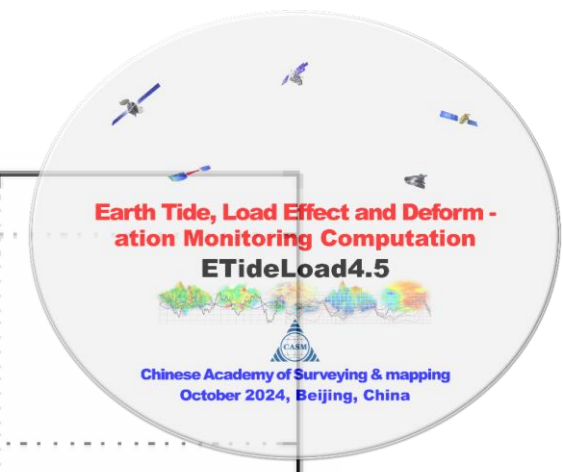 Earth Tide, Load Effect and Deform -
ation Monitoring Computation
ETideLoad4.5
CASM
Chinese Academy of Surveying & mapping
October 2024, Beijing, China